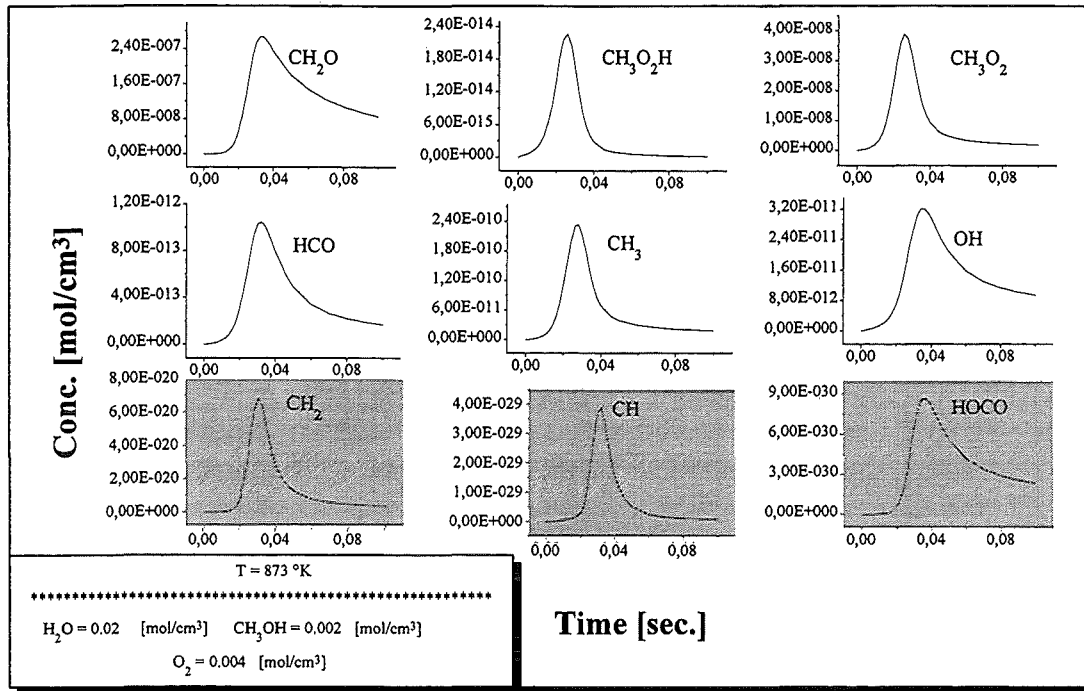 2,40E-007
1,60E-007
8,00E-008
0,00E+000
CH2O
0,00 0,04 0,08
2,40E-014
1,80E-014
1,20E-014
6,00E-015
0,00E+000
CH3O2H
0,00 0,04 0,08
4,00E-008
3,00E-008
2,00E-008
1,00E-008
0,00E+000
CH3O2
0,00 0,04 0,08
1,20E-012
8,00E-013
4,00E-013
0,00E+000
HCO
0,00 0,04 0,08
2,40E-010
1,80E-010
1,20E-010
6,00E-011
0,00E+000
CH3
0,00 0,04 0,08
3,20E-011
2,40E-011
1,60E-011
8,00E-012
0,00E+000
OH
0,00 0,04 0,08
8,00E-020
6,00E-020
4,00E-020
2,00E-020
0,00E+000
CH2
0,00 0,04 0,08
4,00E-029
3,00E-029
2,00E-029
1,00E-029
0,00E+000
CH
0,00 0,04 0,08
9,00E-030
6,00E-030
3,00E-030
0,00E+000
HOCO
0,00 0,04 0,08
Conc. [mol/cm3]
Time [sec.]
T = 873 °K
H2O = 0.02 [mol/cm3] CH3OH = 0.002 [mol/cm3]
O2 = 0.004 [mol/cm3]